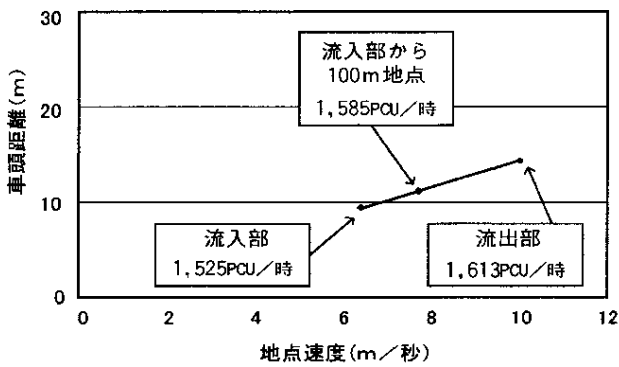 30
20
10
0
車頭距離(m)
流入部から
100m地点
1,585PCU/時
流入部
1,525PCU/時
流出部
1,613PCU/時
0 2 4 6 8 10 12
地点速度(m/秒)